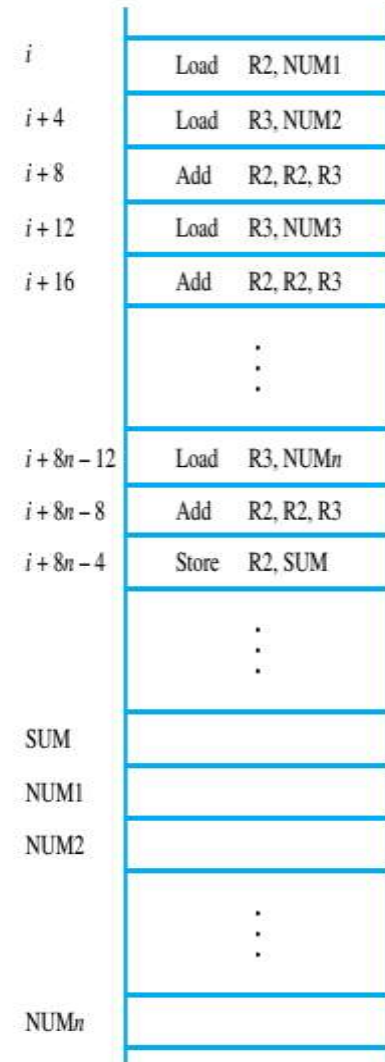 i Load R2, NUM1
i + 4 Load R3, NUM2
i + 8 Add R2, R2, R3
i + 12 Load R3, NUM3
i + 16 Add R2, R2, R3
i + 8n – 12 Load R3, NUMn
i + 8n – 8 Add R2, R2, R3
i + 8n – 4 Store R2, SUM
SUM
NUM1
NUM2
NUMn